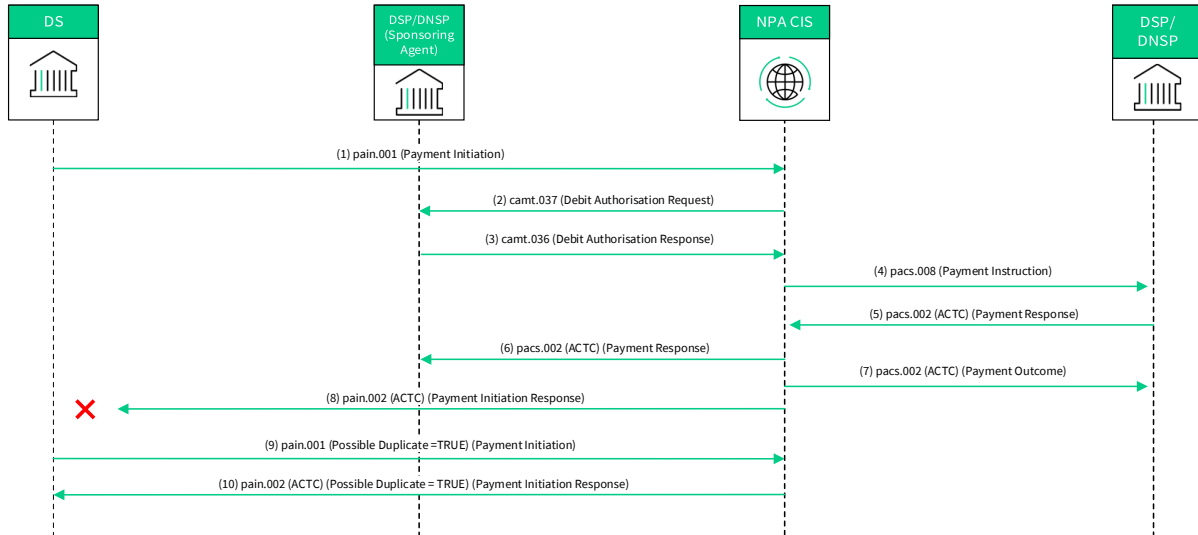 DS
DSP/DNSP
(Sponsoring
Agent)
NPA CIS
DSP/
DNSP
(1) pain.001 (Payment Initiation)
(2) camt.037 (Debit Authorisation Request)
(3) camt.036 (Debit Authorisation Response)
(4) pacs.008 (Payment Instruction)
(5) pacs.002 (ACTC) (Payment Response)
(6) pacs.002 (ACTC) (Payment Response)
(7) pacs.002 (ACTC) (Payment Outcome)
(8) pain.002 (ACTC) (Payment Initiation Response)
(9) pain.001 (Possible Duplicate =TRUE) (Payment Initiation)
(10) pain.002 (ACTC) (Possible Duplicate = TRUE) (Payment Initiation Response)